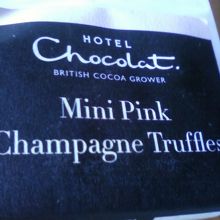 HOTEL
Chocolat.
BRITISH COCOA GROWER
Mini Pink
Champagne Truffles